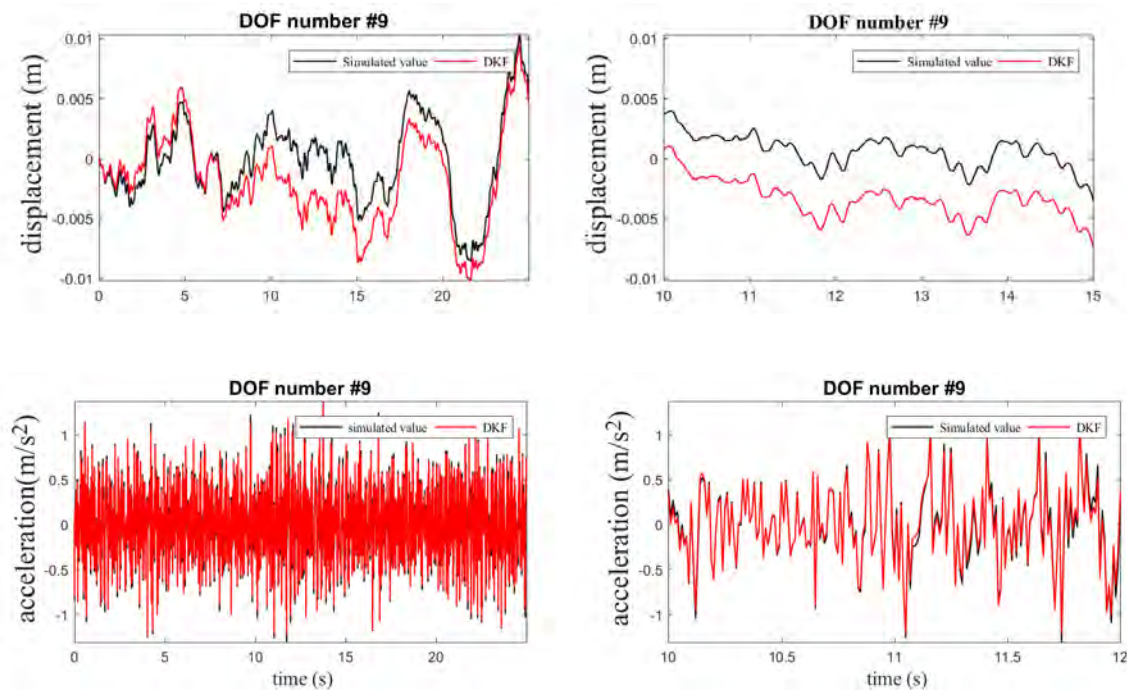 DOF number #9
Simulated value DKF
displacement (m)
0.01
0.005
0
-0.005
-0.01
0 5 10 15 20
DOF number #9
Simulated value DKF
displacement (m)
0.01
0.005
0
-0.005
-0.01
10 11 12 13 14 15
DOF number #9
simulated value DKF
acceleration(m/s²)
1
0.5
0
-0.5
-1
0 5 10 15 20
time (s)
DOF number #9
Simulated value DKF
acceleration (m/s²)
1
0.5
0
-0.5
-1
10 10.5 11 11.5 12
time (s)